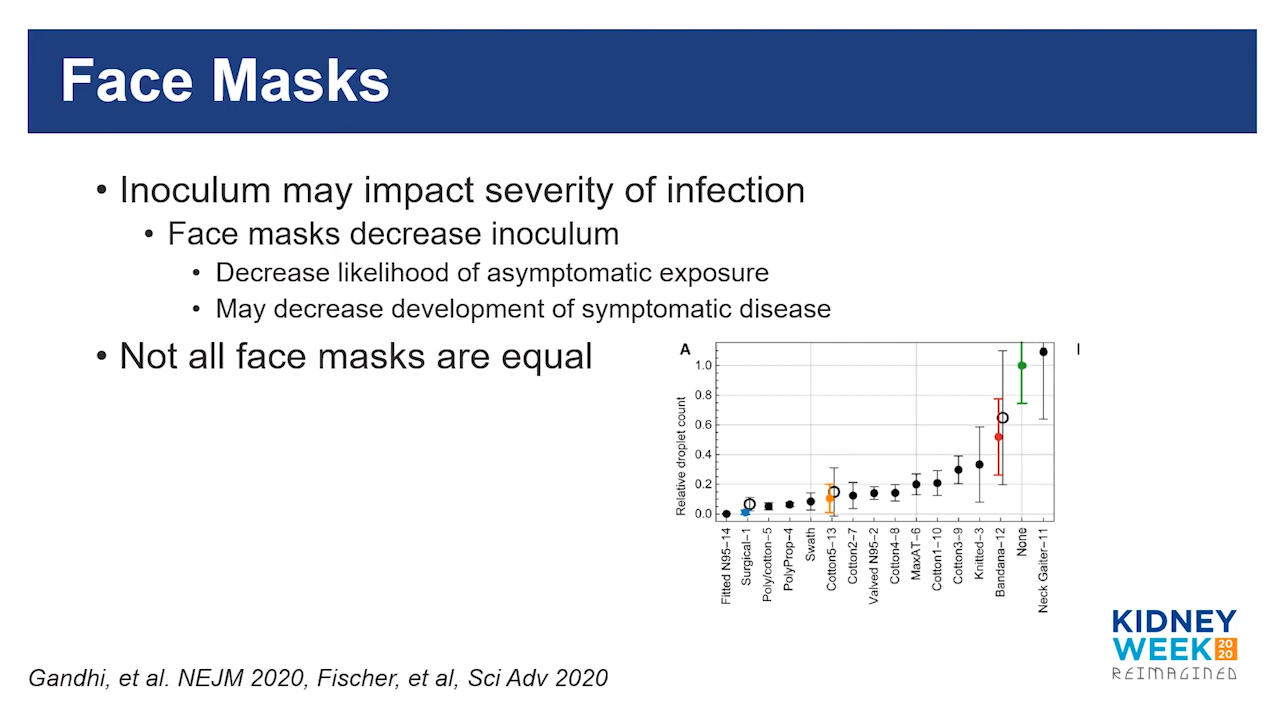 Face Masks
• Inoculum may impact severity of infection
• Face masks decrease inoculum
• Decrease likelihood of asymptomatic exposure
• May decrease development of symptomatic disease
• Not all face masks are equal
A
I
Relative droplet count
1.0
0.8
0.6
0.4
0.2
0.0
Fitted N95–14
Surgical–1
Poly/cotton–5
PolyProp–4
Swath
Cotton5–13
Cotton2–7
Valved N95–2
Cotton4–8
MaxAT–6
Cotton1–10
Cotton3–9
Knitted–3
Bandana–12
None
Neck Gaiter–11
KIDNEY
WEEK 2020
REIMAGINED
Gandhi, et al. NEJM 2020, Fischer, et al, Sci Adv 2020